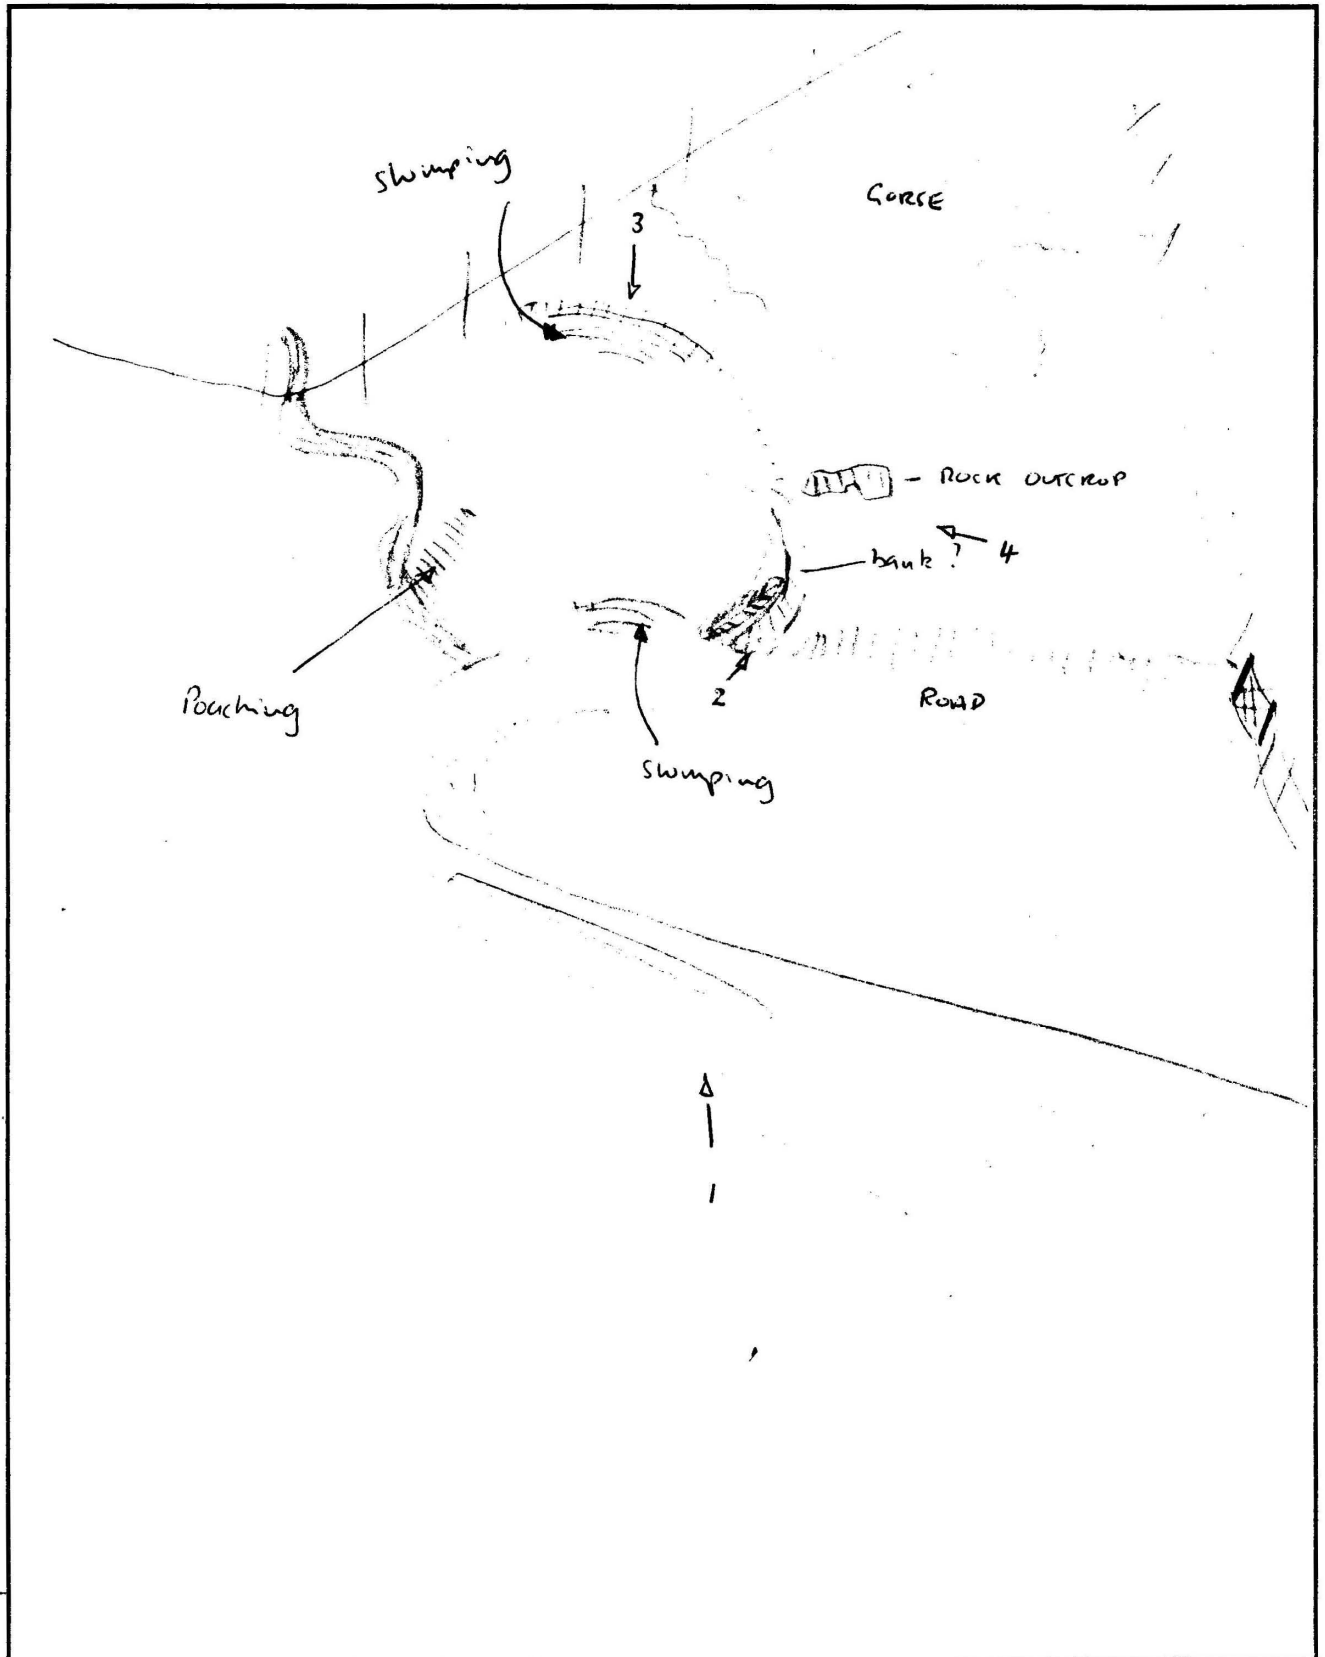 Slumping
GORSE
3
- ROCK OUTCROP
bank?
4
Poaching
2
ROAD
Slumping
1